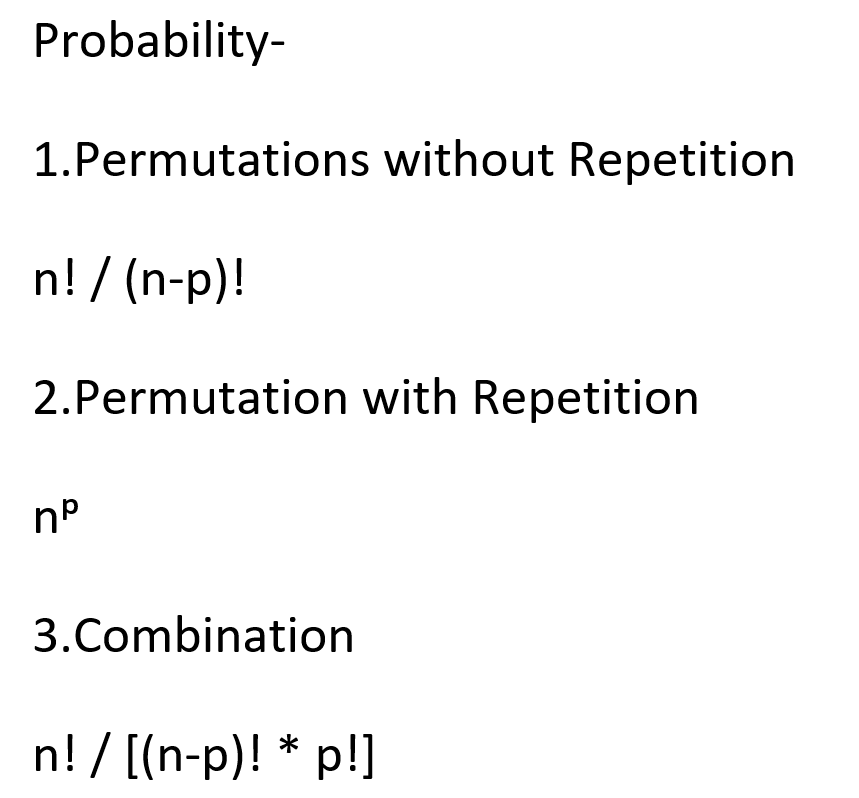 Probability-
1.Permutations without Repetition
n! / (n-p)!
2.Permutation with Repetition
nᵖ
3.Combination
n! / [(n-p)! * p!]